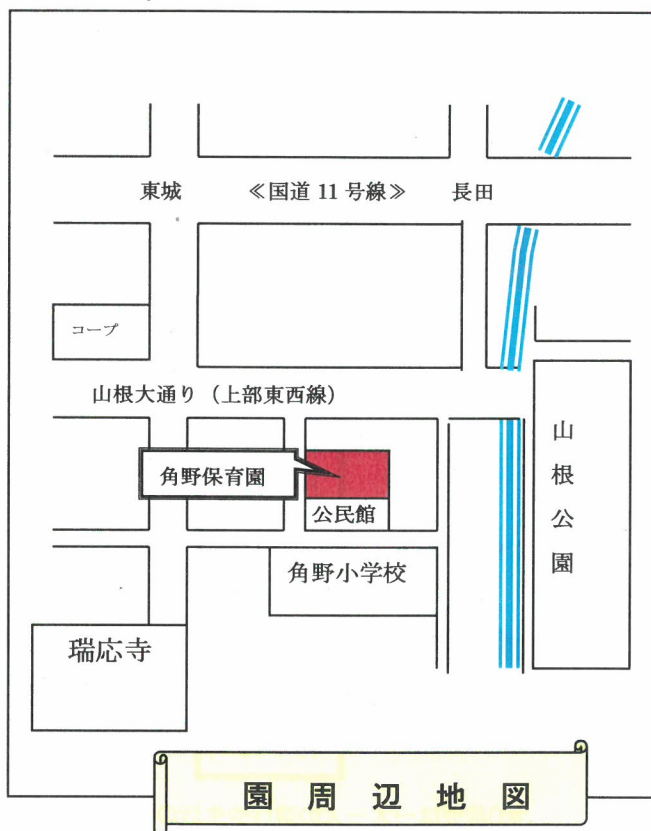 東城
≪国道 11 号線≫
長田
コープ
山根大通り（上部東西線）
角野保育園
公民館
山根公園
角野小学校
瑞応寺
園周辺地図